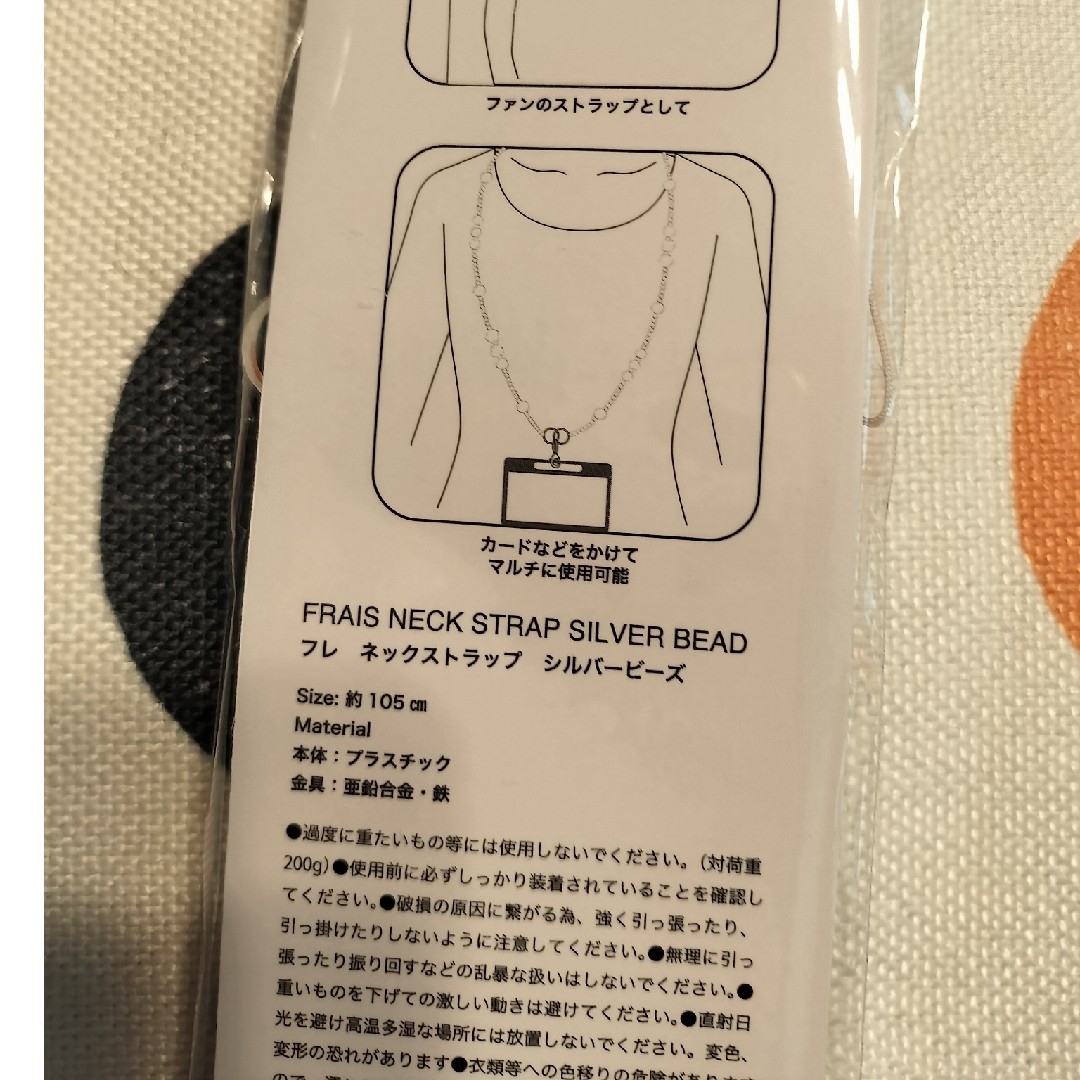 ファンのストラップとして
カードなどをかけて
マルチに使用可能
FRAIS NECK STRAP SILVER BEAD
フレ ネックストラップ シルバービーズ
Size: 約 105 ㎝
Material
本体：プラスチック
金具：亜鉛合金・鉄
●過度に重たいもの等には使用しないでください。（対荷重
200g）●使用前に必ずしっかり装着されていることを確認し
てください。●破損の原因に繋がる為、強く引っ張ったり、
引っ掛けたりしないように注意してください。●無理に引っ
張ったり振り回すなどの乱暴な扱いはしないでください。●
重いものを下げての激しい動きは避けてください。●直射日
光を避け高温多湿な場所には放置しないでください。変色、
変形の恐れがあります●衣類等への色移りの危険があります